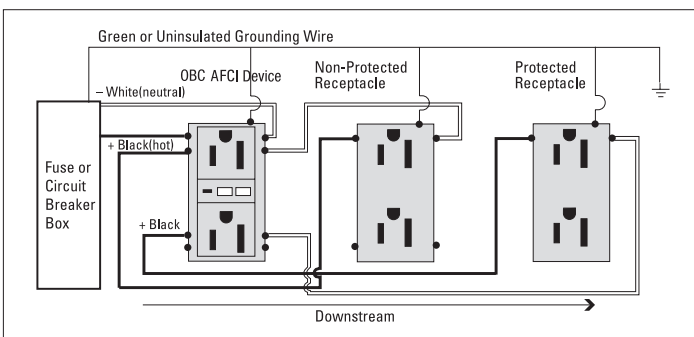 Green or Uninsulated Grounding Wire
OBC AFCI Device
Non-Protected
Receptacle
Protected
Receptacle
– White(neutral)
+ Black(hot)
Fuse or
Circuit
Breaker
Box
+ Black
Downstream